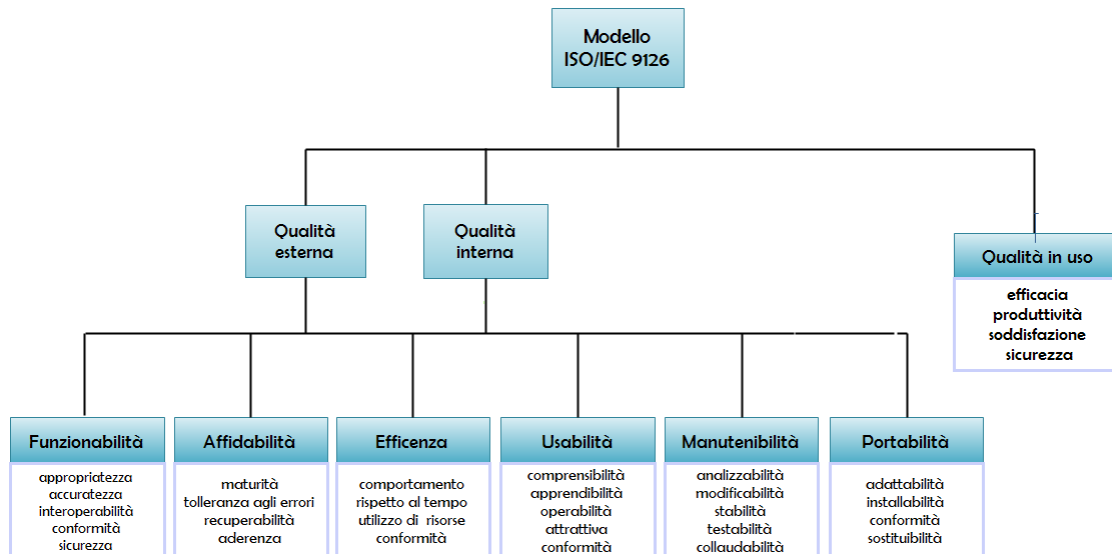 Modello
ISO/IEC 9126
Qualità
esterna
Qualità
interna
Qualità in uso
efficacia
produttività
soddisfazione
sicurezza
Funzionabilità
appropriatezza
accuratezza
interoperabilità
conformità
sicurezza
Affidabilità
maturità
tolleranza agli errori
recuperabilità
aderenza
Efficenza
comportamento
rispetto al tempo
utilizzo di risorse
conformità
Usabilità
comprensibilità
apprendibilità
operabilità
attrattiva
conformità
Manutenibilità
analizzabilità
modificabilità
stabilità
testabilità
collaudabilità
Portabilità
adattabilità
installabilità
conformità
sostituibilità